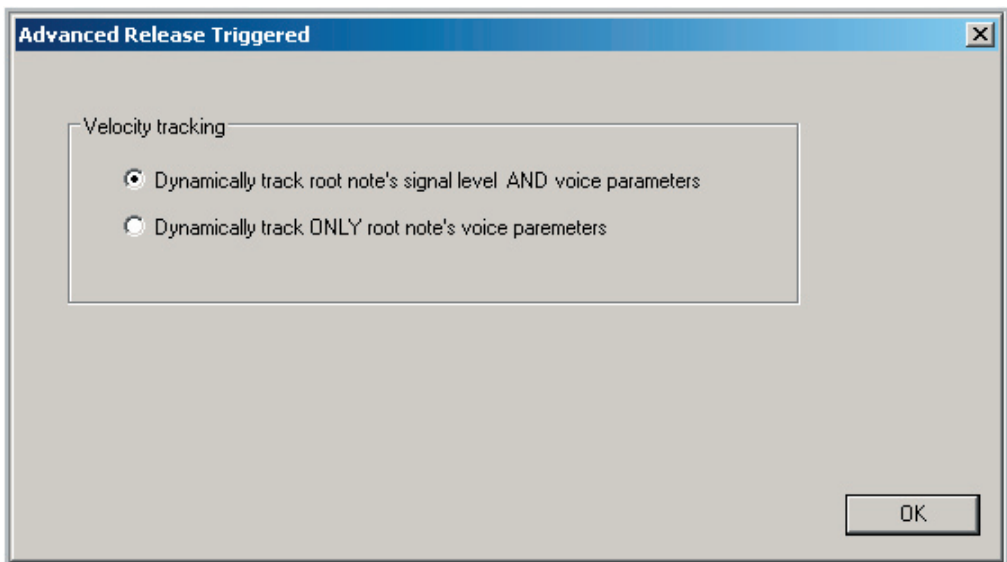 Advanced Release Triggered
Velocity tracking
Dynamically track root note's signal level AND voice parameters
Dynamically track ONLY root note's voice paremeters
OK